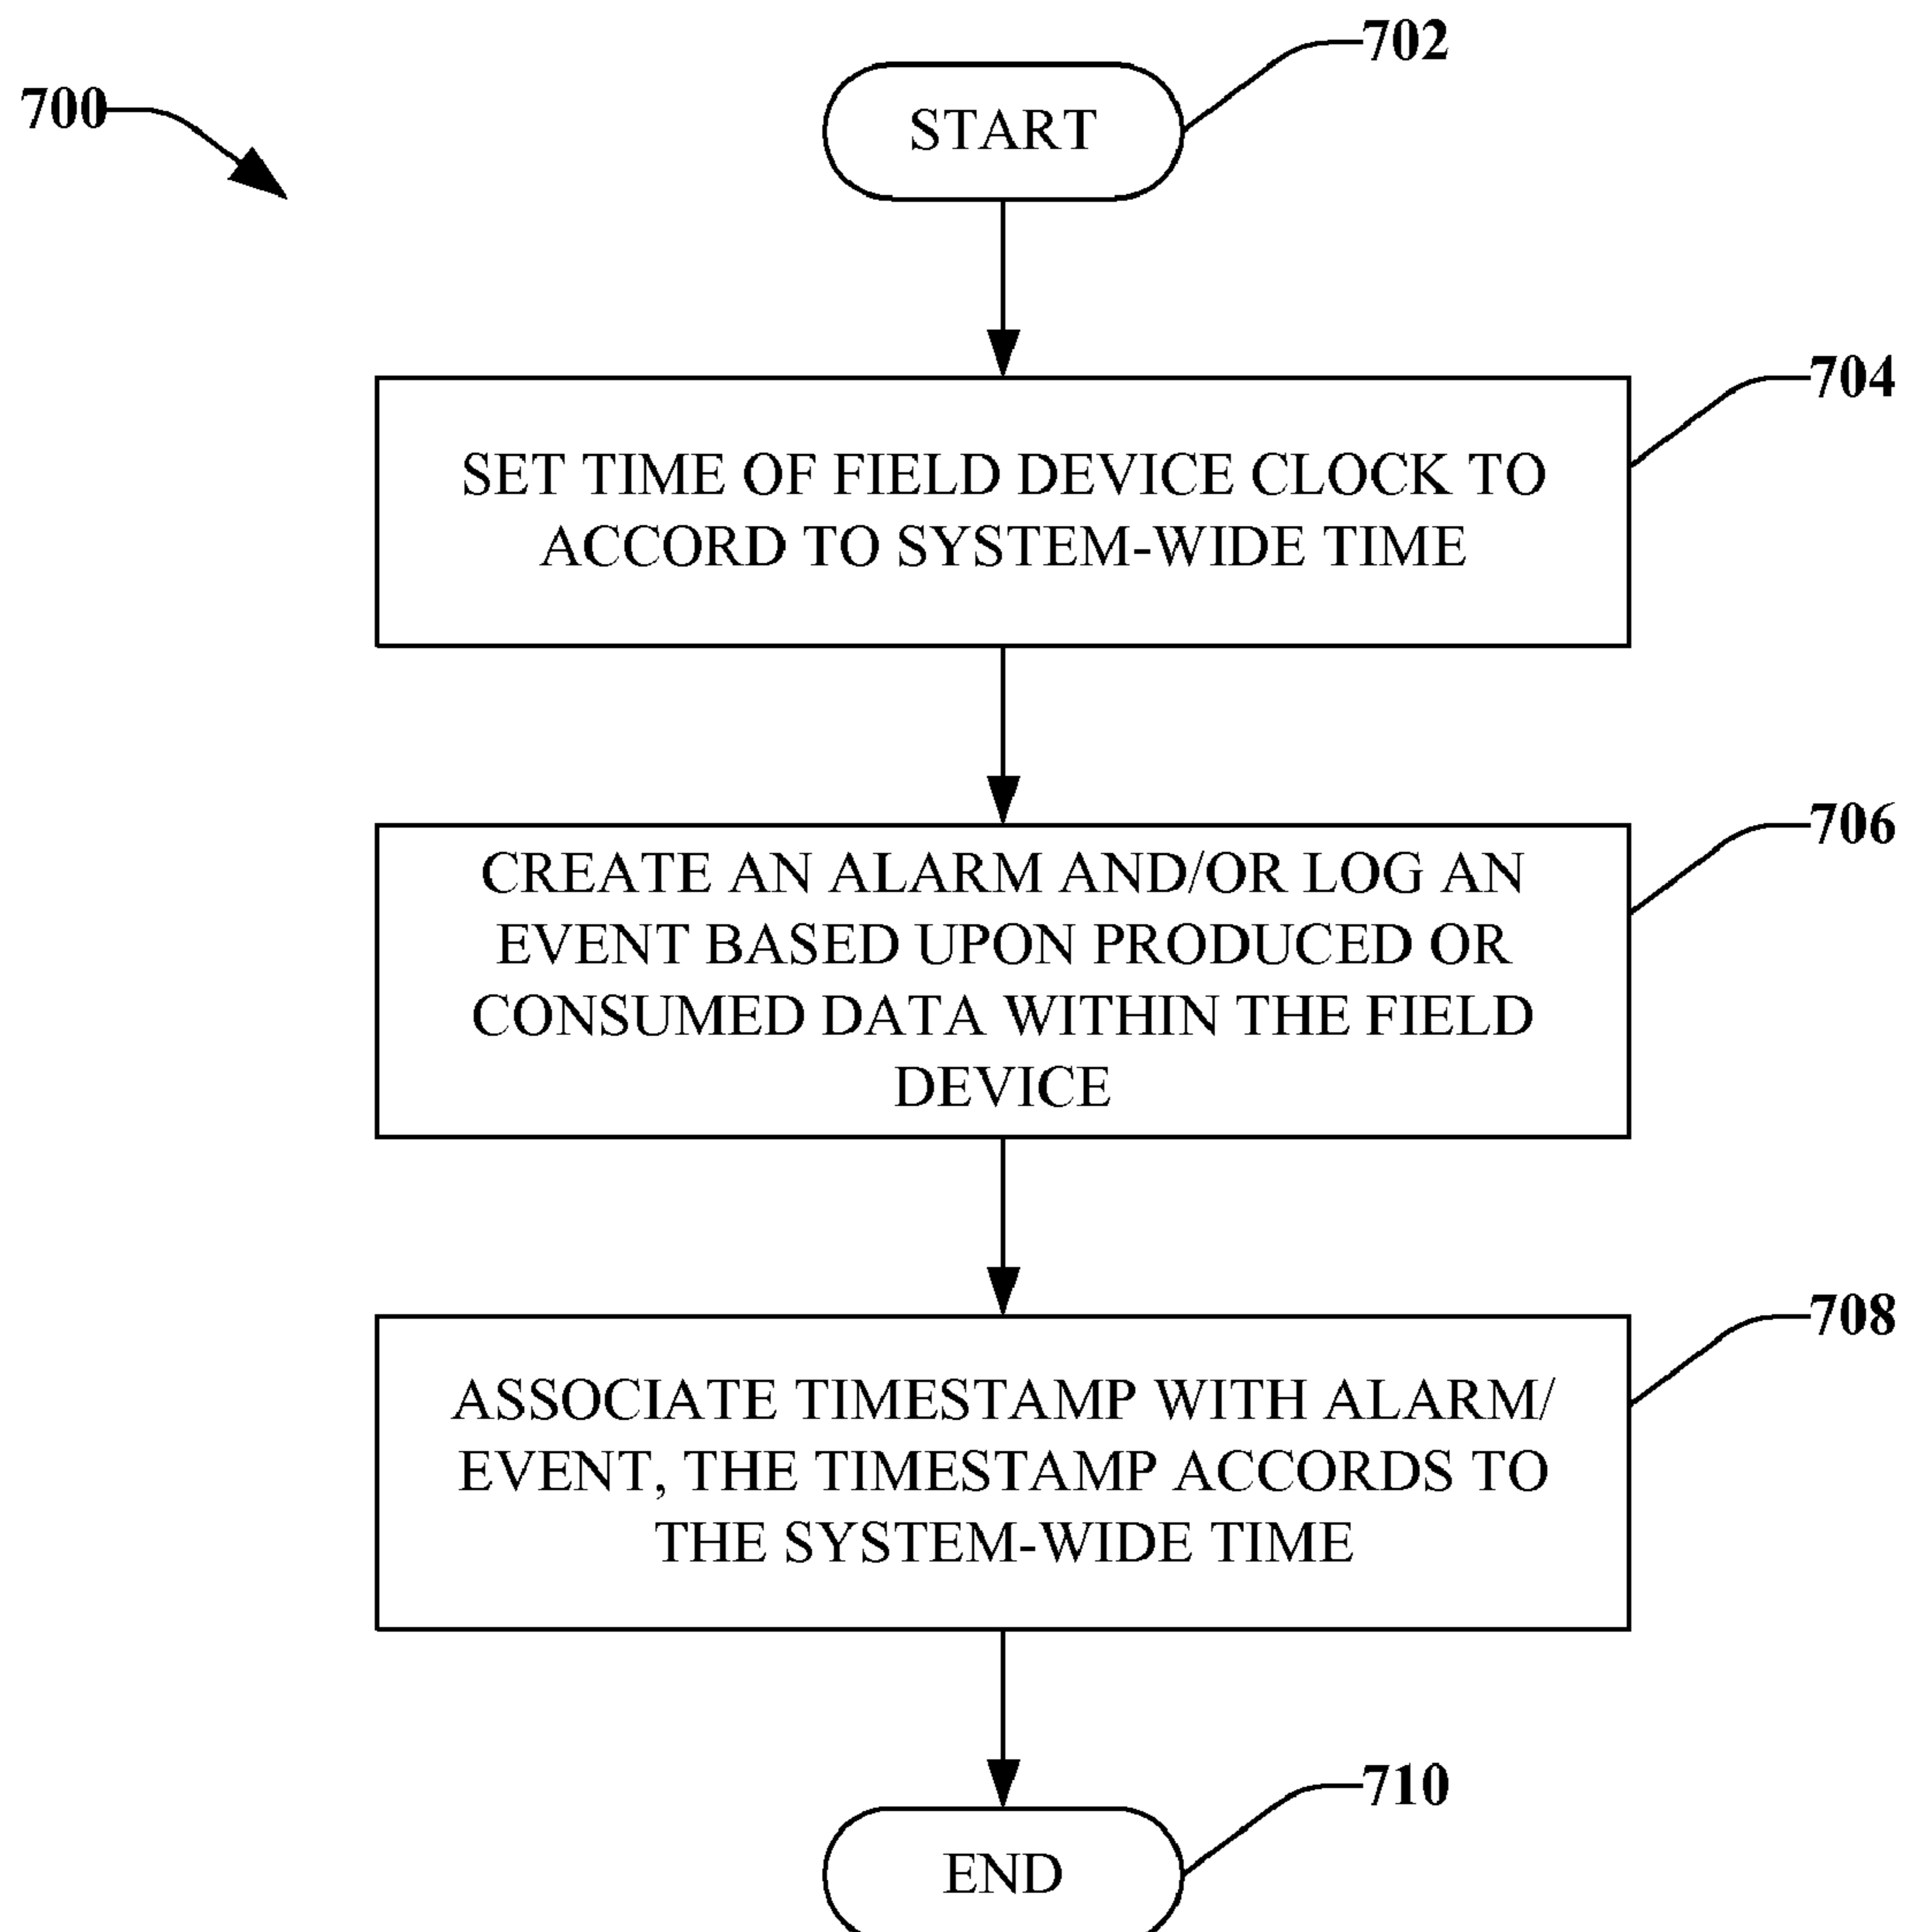 702
700
START
704
SET TIME OF FIELD DEVICE CLOCK TO
ACCORD TO SYSTEM-WIDE TIME
706
CREATE AN ALARM AND/OR LOG AN
EVENT BASED UPON PRODUCED OR
CONSUMED DATA WITHIN THE FIELD
DEVICE
708
ASSOCIATE TIMESTAMP WITH ALARM/
EVENT, THE TIMESTAMP ACCORDS TO
THE SYSTEM-WIDE TIME
710
END